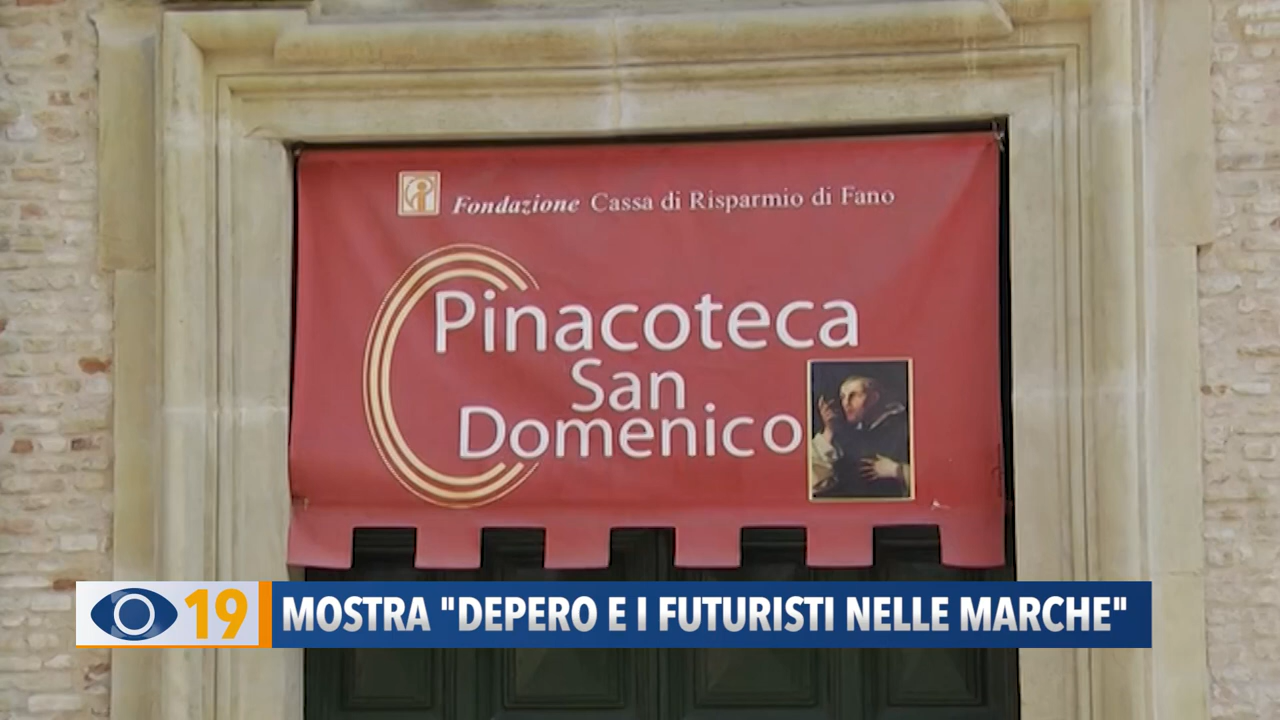 Fondazione Cassa di Risparmio di Fano
Pinacoteca
San
Domenico
19 MOSTRA "DEPERO E I FUTURISTI NELLE MARCHE"